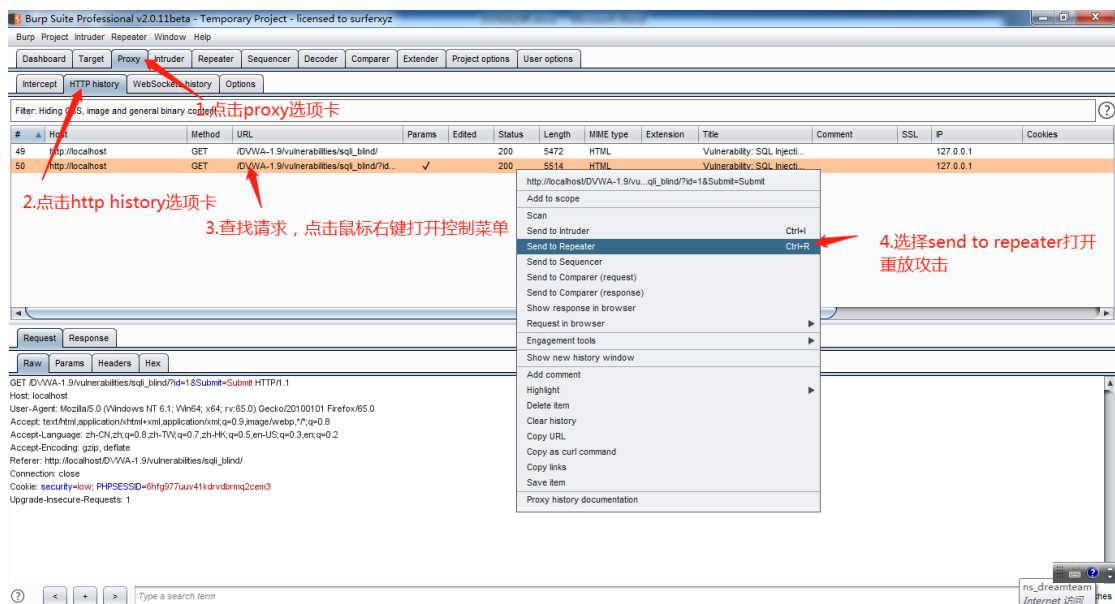 Burp Suite Professional v2.0.11beta - Temporary Project - licensed to surferxyz
Burp Project Intruder Repeater Window Help
Dashboard Target Proxy Intruder Repeater Sequencer Decoder Comparer Extender Project options User options
Intercept HTTP history WebSockets history Options
1.点击proxy选项卡
Filter: Hiding CSS, image and general binary content
?
# Host Method URL Params Edited Status Length MIME type Extension Title Comment SSL IP Cookies
49 http://localhost GET /DVWA-1.9/vulnerabilities/sqli_blind/ 200 5472 HTML Vulnerability: SQL Injecti... 127.0.0.1
50 http://localhost GET /DVWA-1.9/vulnerabilities/sqli_blind/?id... ✓ 200 5514 HTML Vulnerability: SQL Injecti... 127.0.0.1
2.点击http history选项卡
3.查找请求，点击鼠标右键打开控制菜单
http://localhost/DVWA-1.9/vu...qli_blind/?id=1&Submit=Submit
Add to scope
Scan
Send to Intruder Ctrl+I
Send to Repeater Ctrl+R
Send to Sequencer
Send to Comparer (request)
Send to Comparer (response)
Show response in browser
Request in browser
Engagement tools
Show new history window
Add comment
Highlight
Delete item
Clear history
Copy URL
Copy as curl command
Copy links
Save item
Proxy history documentation
4.选择send to repeater打开
重放攻击
Request Response
Raw Params Headers Hex
GET /DVWA-1.9/vulnerabilities/sqli_blind/?id=1&Submit=Submit HTTP/1.1
Host: localhost
User-Agent: Mozilla/5.0 (Windows NT 6.1; Win64; x64; rv:65.0) Gecko/20100101 Firefox/65.0
Accept: text/html,application/xhtml+xml,application/xml;q=0.9,image/webp,*/*;q=0.8
Accept-Language: zh-CN,zh;q=0.8,zh-TW;q=0.7,zh-HK;q=0.5,en-US;q=0.3,en;q=0.2
Accept-Encoding: gzip, deflate
Referer: http://localhost/DVWA-1.9/vulnerabilities/sqli_blind/
Connection: close
Cookie: security=low; PHPSESSID=6hfg977uuv41kdrvdbrmq2cem3
Upgrade-Insecure-Requests: 1
? < + > Type a search term
ns_dreamteam
Internet 访问